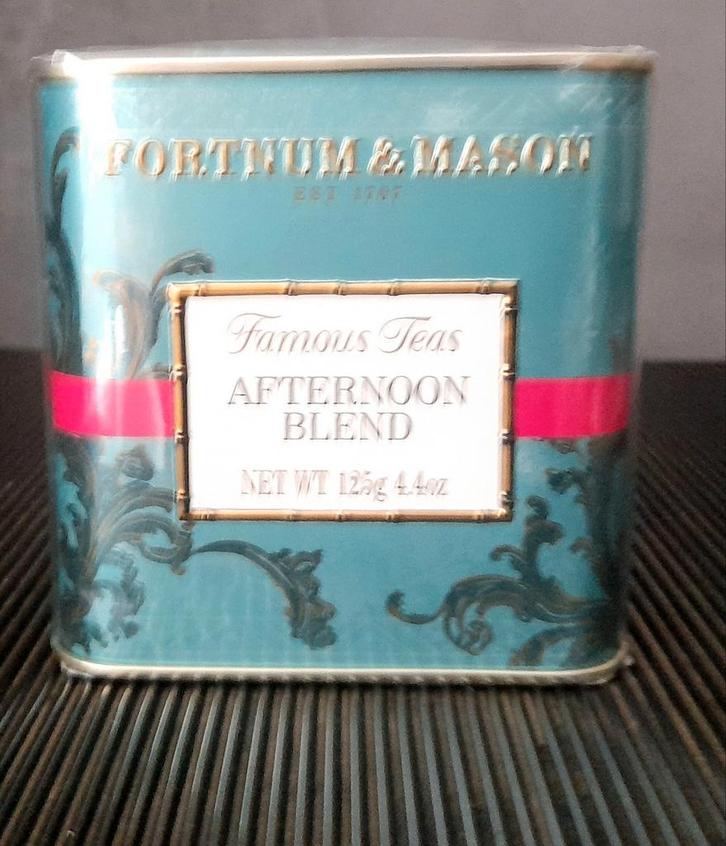 FORTNUM & MASON
EST 1707
Famous Teas
AFTERNOON
BLEND
NET WT 125g 4.4oz